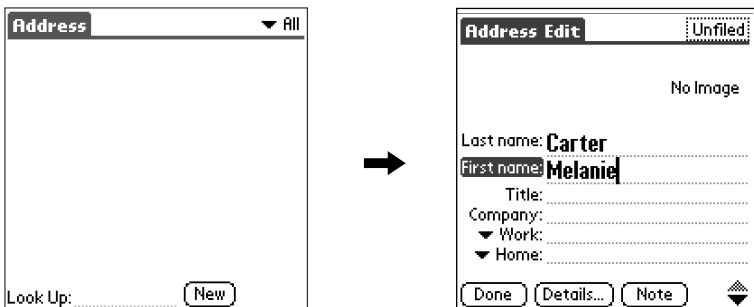 Address
All
Look Up:
New
Address Edit
Unfiled
No Image
Last name: Carter
First name: Melanie
Title:
Company:
Work:
Home:
Done Details... Note